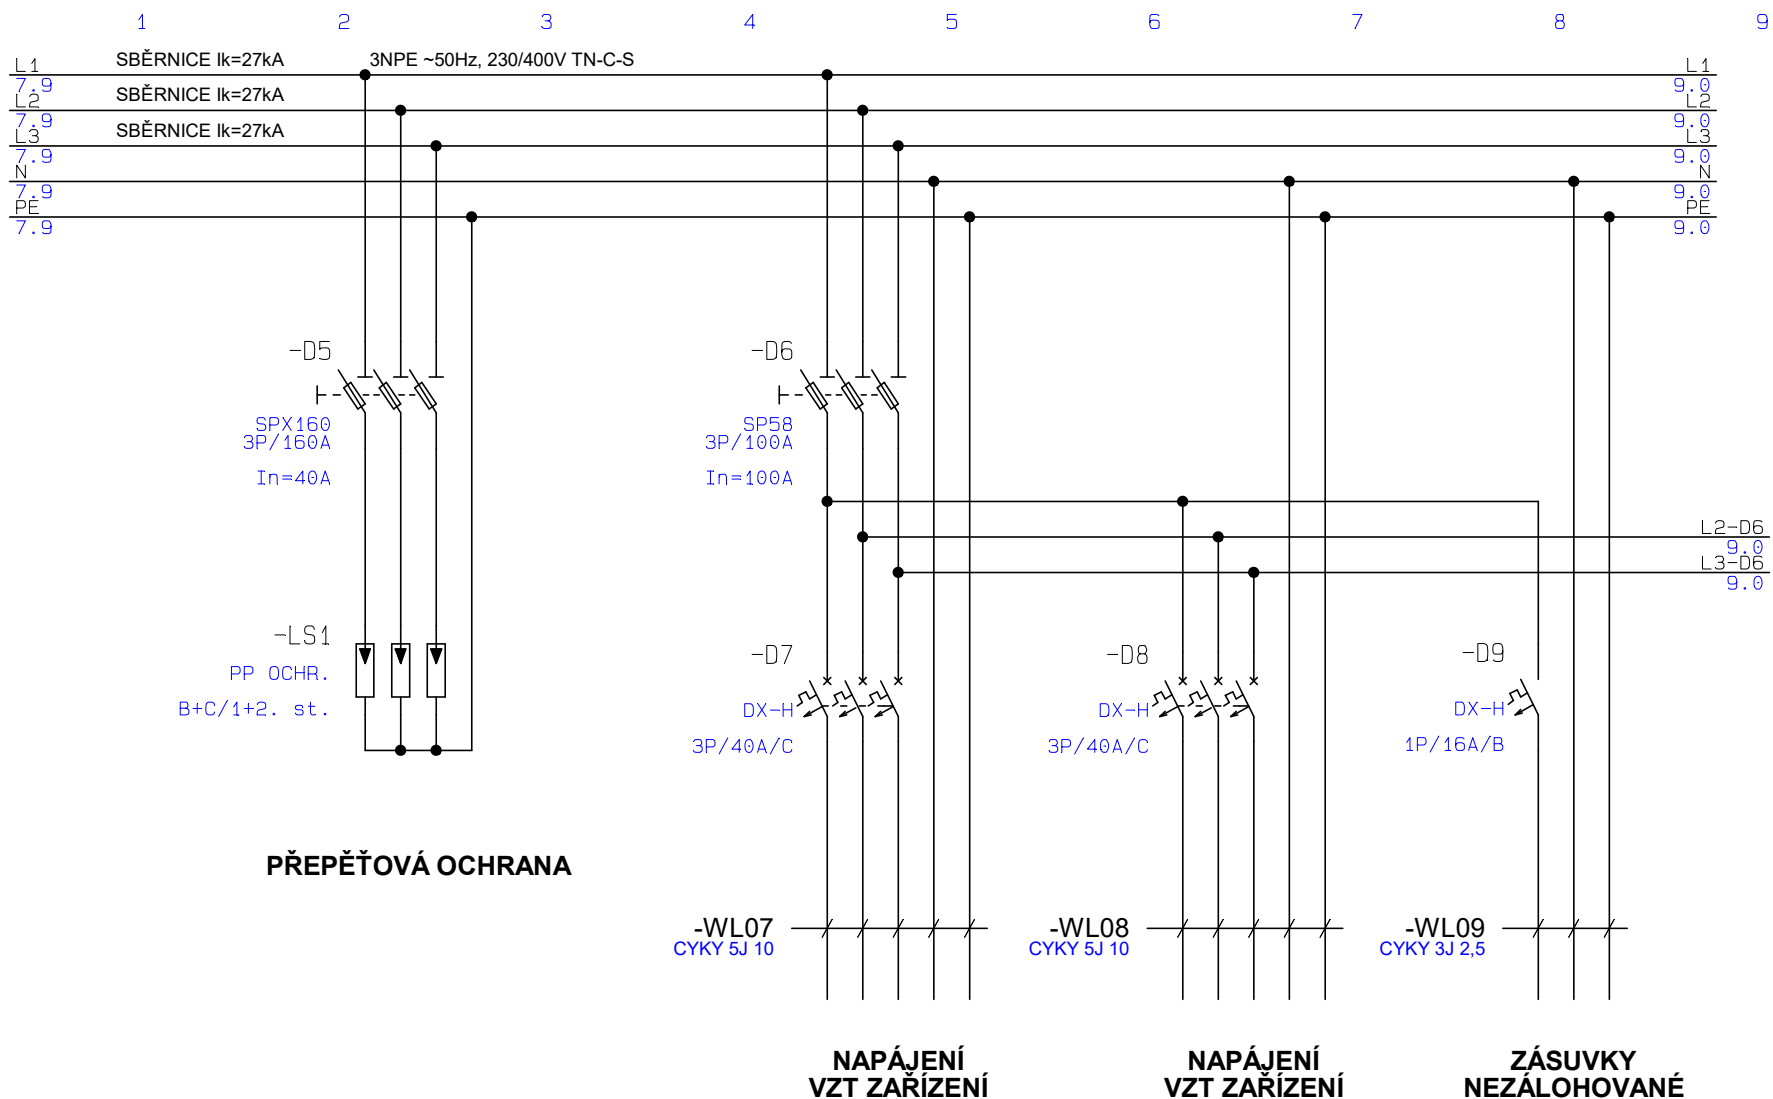 1 2 3 4 5 6 7 8 9
L1 SBĚRNICE Ik=27kA 3NPE ~50Hz, 230/400V TN-C-S L1
7.9 9.0
L2 SBĚRNICE Ik=27kA L2
7.9 9.0
L3 SBĚRNICE Ik=27kA L3
7.9 9.0
N N
7.9 9.0
PE PE
7.9 9.0
-D5
SPX160
3P/160A
In=40A
-D6
SP58
3P/100A
In=100A
L2-D6
9.0
L3-D6
9.0
-LS1
PP OCHR.
B+C/1+2. st.
-D7
DX-H
3P/40A/C
-D8
DX-H
3P/40A/C
-D9
DX-H
1P/16A/B
PŘEPĚŤOVÁ OCHRANA
-WL07
CYKY 5J 10
-WL08
CYKY 5J 10
-WL09
CYKY 3J 2,5
NAPÁJENÍ
VZT ZAŘÍZENÍ
NAPÁJENÍ
VZT ZAŘÍZENÍ
ZÁSUVKY
NEZÁLOHOVANÉ